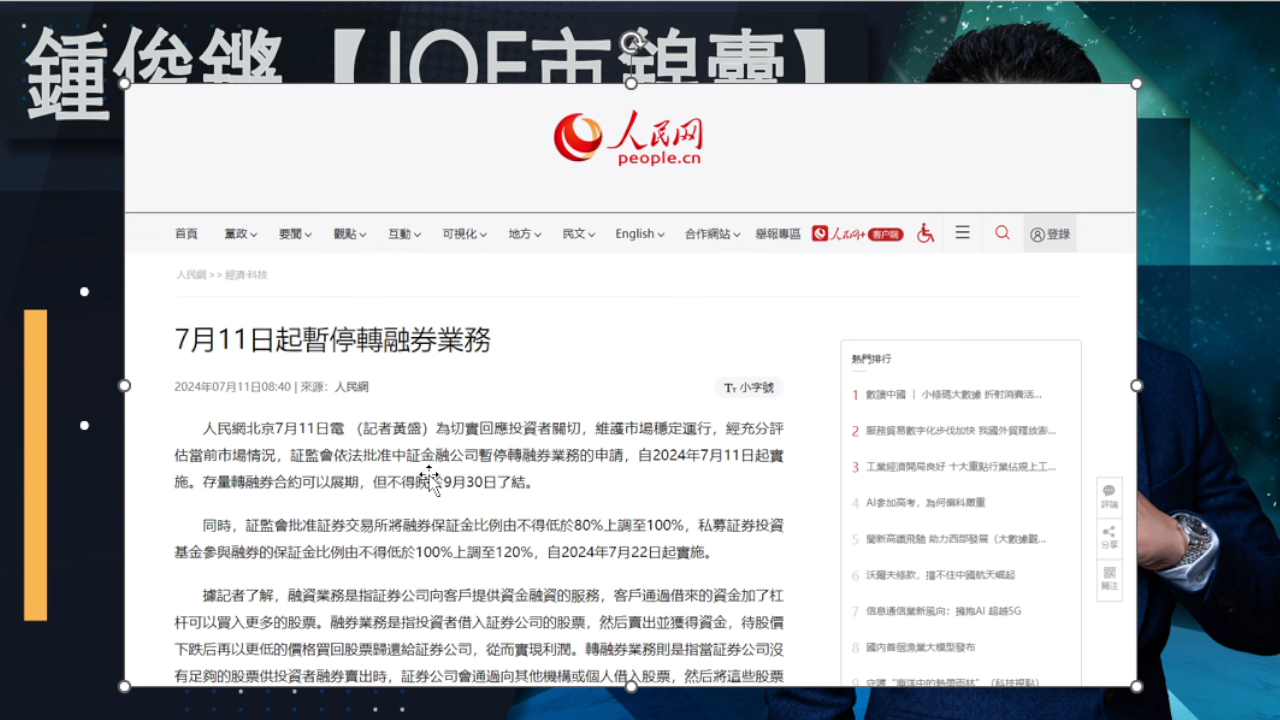 鍾俊鏘【JOE市錦囊】
人民网
people.cn
首頁 黨政 要聞 觀點 互動 可視化 地方 民文 English 合作網站 舉報專區 人民网+ 客户端 登錄
人民網 >> 經濟·科技
7月11日起暫停轉融券業務
2024年07月11日08:40 | 來源：人民網
TT 小字號
人民網北京7月11日電 （記者黃盛）為切實回應投資者關切，維護市場穩定運行，經充分評
估當前市場情況，証監會依法批准中証金融公司暫停轉融券業務的申請，自2024年7月11日起實
施。存量轉融券合約可以展期，但不得 9月30日了結。
同時，証監會批准証券交易所將融券保証金比例由不得低於80%上調至100%，私募証券投資
基金參與融券的保証金比例由不得低於100%上調至120%，自2024年7月22日起實施。
據記者了解，融資業務是指証券公司向客戶提供資金融資的服務，客戶通過借來的資金加了杠
杆可以買入更多的股票。融券業務是指投資者借入証券公司的股票，然后賣出並獲得資金，待股價
下跌后再以更低的價格買回股票歸還給証券公司，從而實現利潤。轉融券業務則是指當証券公司沒
有足夠的股票供投資者融券賣出時，証券公司會通過向其他機構或個人借入股票，然后將這些股票
熱門排行
1 數讀中國 ｜ 小條碼大數據 折射消費活...
2 服務貿易數字化步伐加快 我國外貿釋放澎...
3 工業經濟開局良好 十大重點行業佔規上工...
4 AI參加高考，為何偏科嚴重
5 蘭新高鐵飛馳 助力西部發展（大數據觀...
6 沃爾夫條款，擋不住中國航天崛起
7 信息通信業新風向：擁抱AI 超越5G
8 國內首個漁業大模型發布
9 守護“海洋中的熱帶雨林”（科技視點）
評論
分享
關注